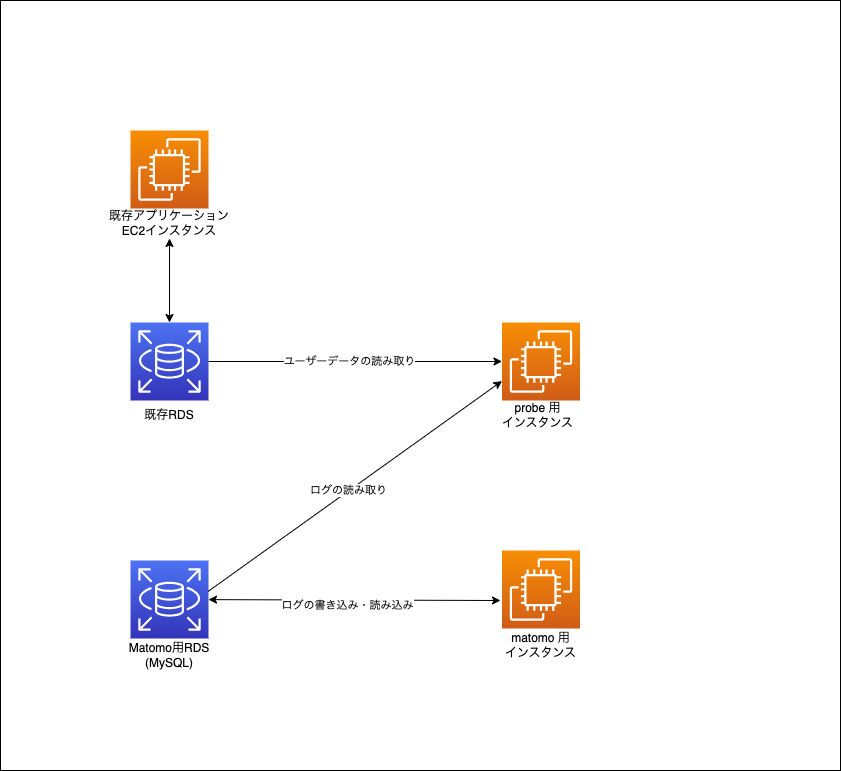 既存アプリケーション
EC2インスタンス
ユーザーデータの読み取り
既存RDS
probe 用
インスタンス
ログの読み取り
ログの書き込み・読み込み
Matomo用RDS
(MySQL)
matomo 用
インスタンス